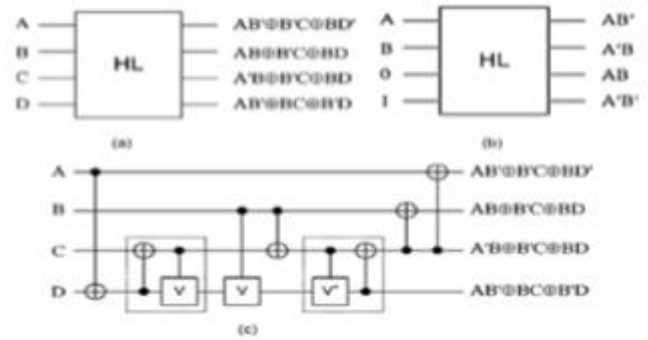 A AB'⊕B'C⊕BD'
B AB⊕B'C⊕BD
C A'B⊕B'C⊕BD
D AB'⊕BC⊕B'D
HL
(a)
A AB'
B A'B
0 AB
1 A'B'
HL
(b)
A AB'⊕B'C⊕BD'
B AB⊕B'C⊕BD
C A'B⊕B'C⊕BD
D V V V⁺ AB'⊕BC⊕B'D
(c)